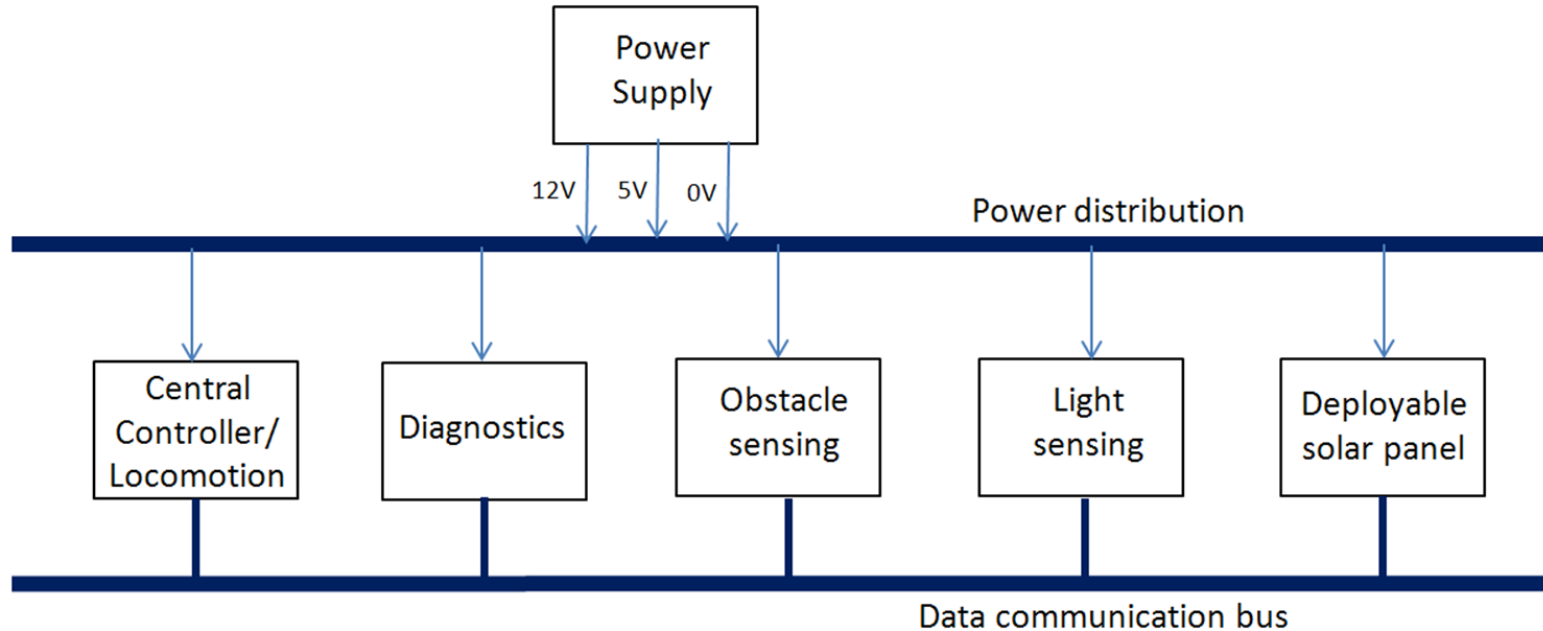 Power
Supply
12V
5V
0V
Power distribution
Central
Controller/
Locomotion
Diagnostics
Obstacle
sensing
Light
sensing
Deployable
solar panel
Data communication bus